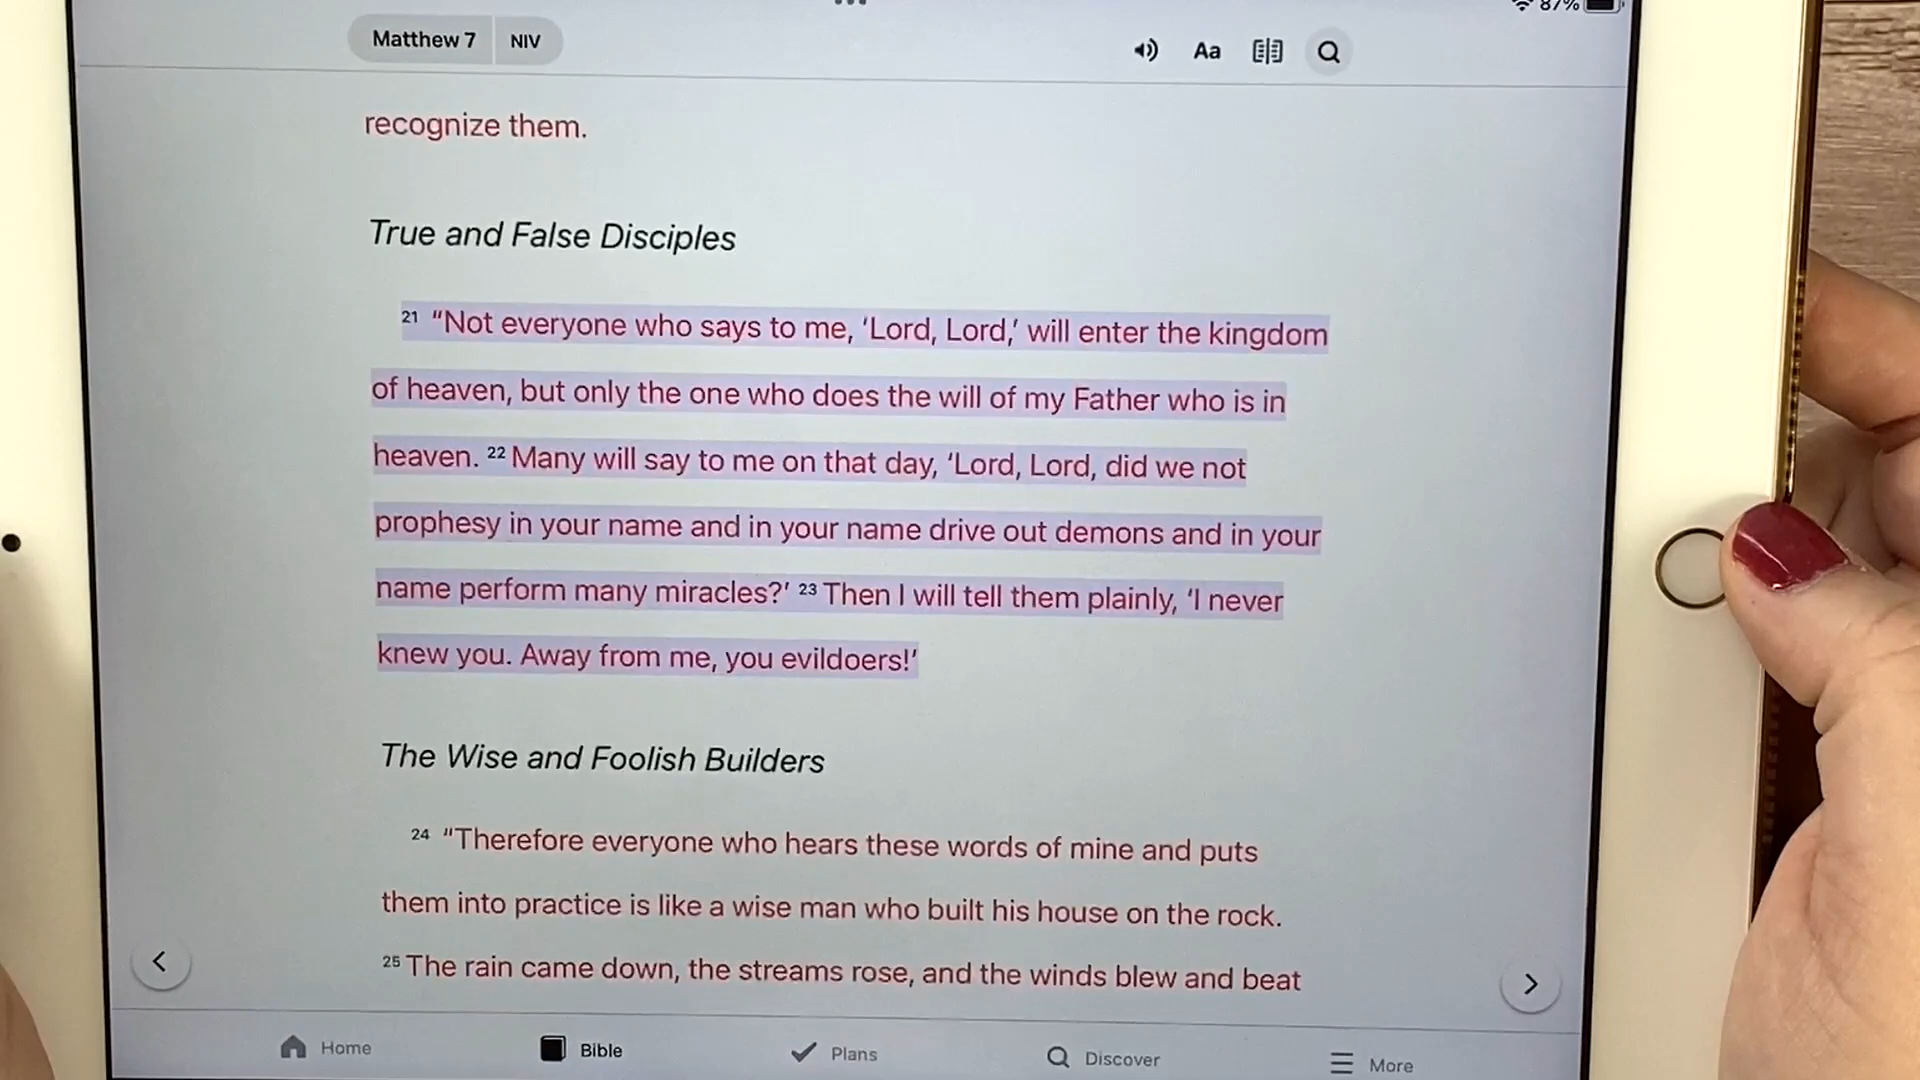 87%
Matthew 7 NIV Aa
recognize them.
True and False Disciples
21 “Not everyone who says to me, ‘Lord, Lord,’ will enter the kingdom
of heaven, but only the one who does the will of my Father who is in
heaven. 22 Many will say to me on that day, ‘Lord, Lord, did we not
prophesy in your name and in your name drive out demons and in your
name perform many miracles?’ 23 Then I will tell them plainly, ‘I never
knew you. Away from me, you evildoers!’
The Wise and Foolish Builders
24 “Therefore everyone who hears these words of mine and puts
them into practice is like a wise man who built his house on the rock.
25 The rain came down, the streams rose, and the winds blew and beat
Home Bible Plans Discover More